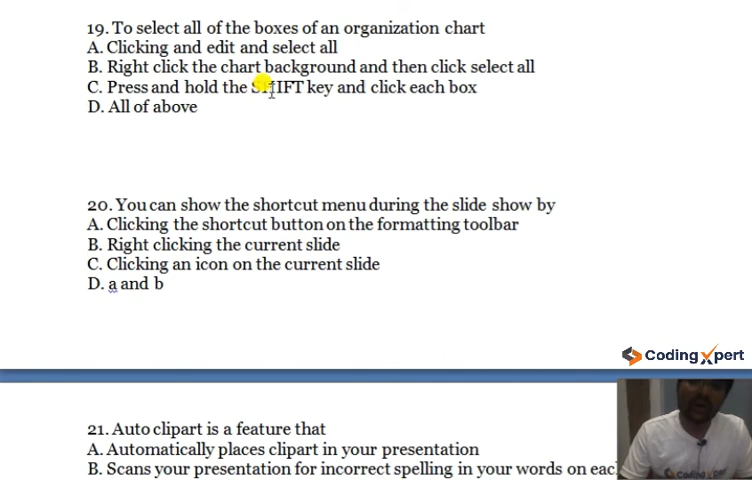 19. To select all of the boxes of an organization chart
A. Clicking and edit and select all
B. Right click the chart background and then click select all
C. Press and hold the SHIFT key and click each box
D. All of above
20. You can show the shortcut menu during the slide show by
A. Clicking the shortcut button on the formatting toolbar
B. Right clicking the current slide
C. Clicking an icon on the current slide
D. a and b
Coding Xpert
21. Auto clipart is a feature that
A. Automatically places clipart in your presentation
B. Scans your presentation for incorrect spelling in your words on eac